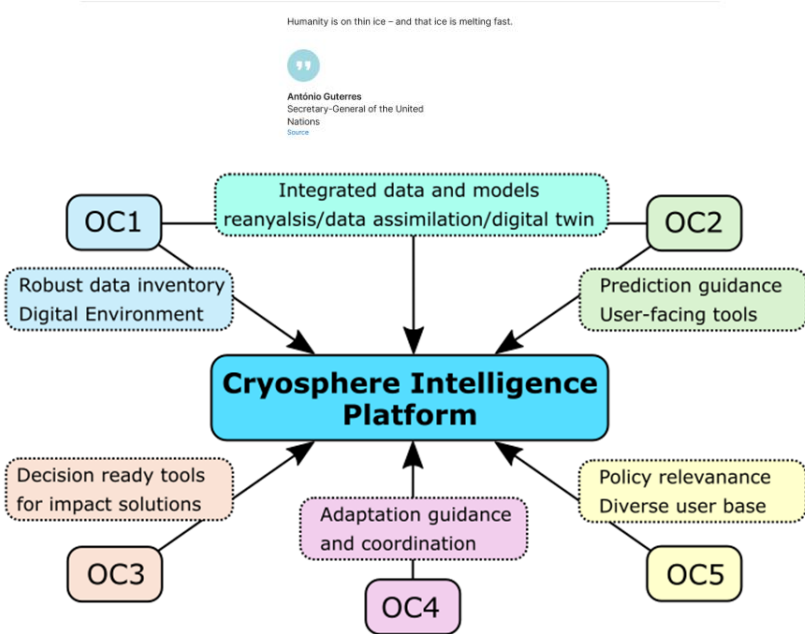 Humanity is on thin ice – and that ice is melting fast.
António Guterres
Secretary-General of the United
Nations
Source
Integrated data and models
reanyalsis/data assimilation/digital twin
OC1
OC2
Robust data inventory
Digital Environment
Prediction guidance
User-facing tools
Cryosphere Intelligence
Platform
Decision ready tools
for impact solutions
Adaptation guidance
and coordination
Policy relevanance
Diverse user base
OC3
OC4
OC5